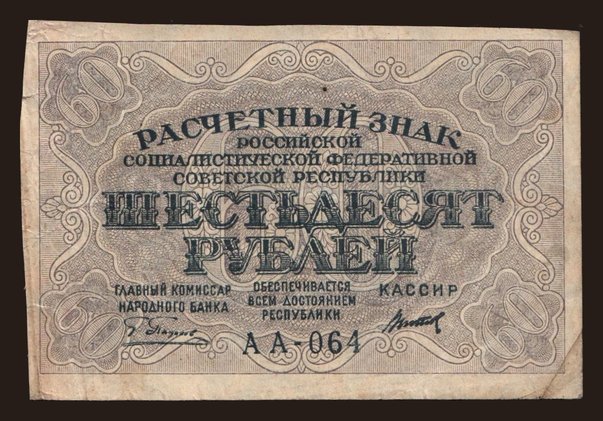 60 60
РАСЧЕТНЫЙ ЗНАК
РОССИЙСКОЙ
СОЦИАЛИСТИЧЕСКОЙ ФЕДЕРАТИВНОЙ
СОВЕТСКОЙ РЕСПУБЛИКИ
ШЕСТЬДЕСЯТ
РУБЛЕЙ
ГЛАВНЫЙ КОМИССАР
НАРОДНОГО БАНКА
ОБЕСПЕЧИВАЕТСЯ
ВСЕМ ДОСТОЯНИЕМ
РЕСПУБЛИКИ
КАССИР
АА-064
60 60